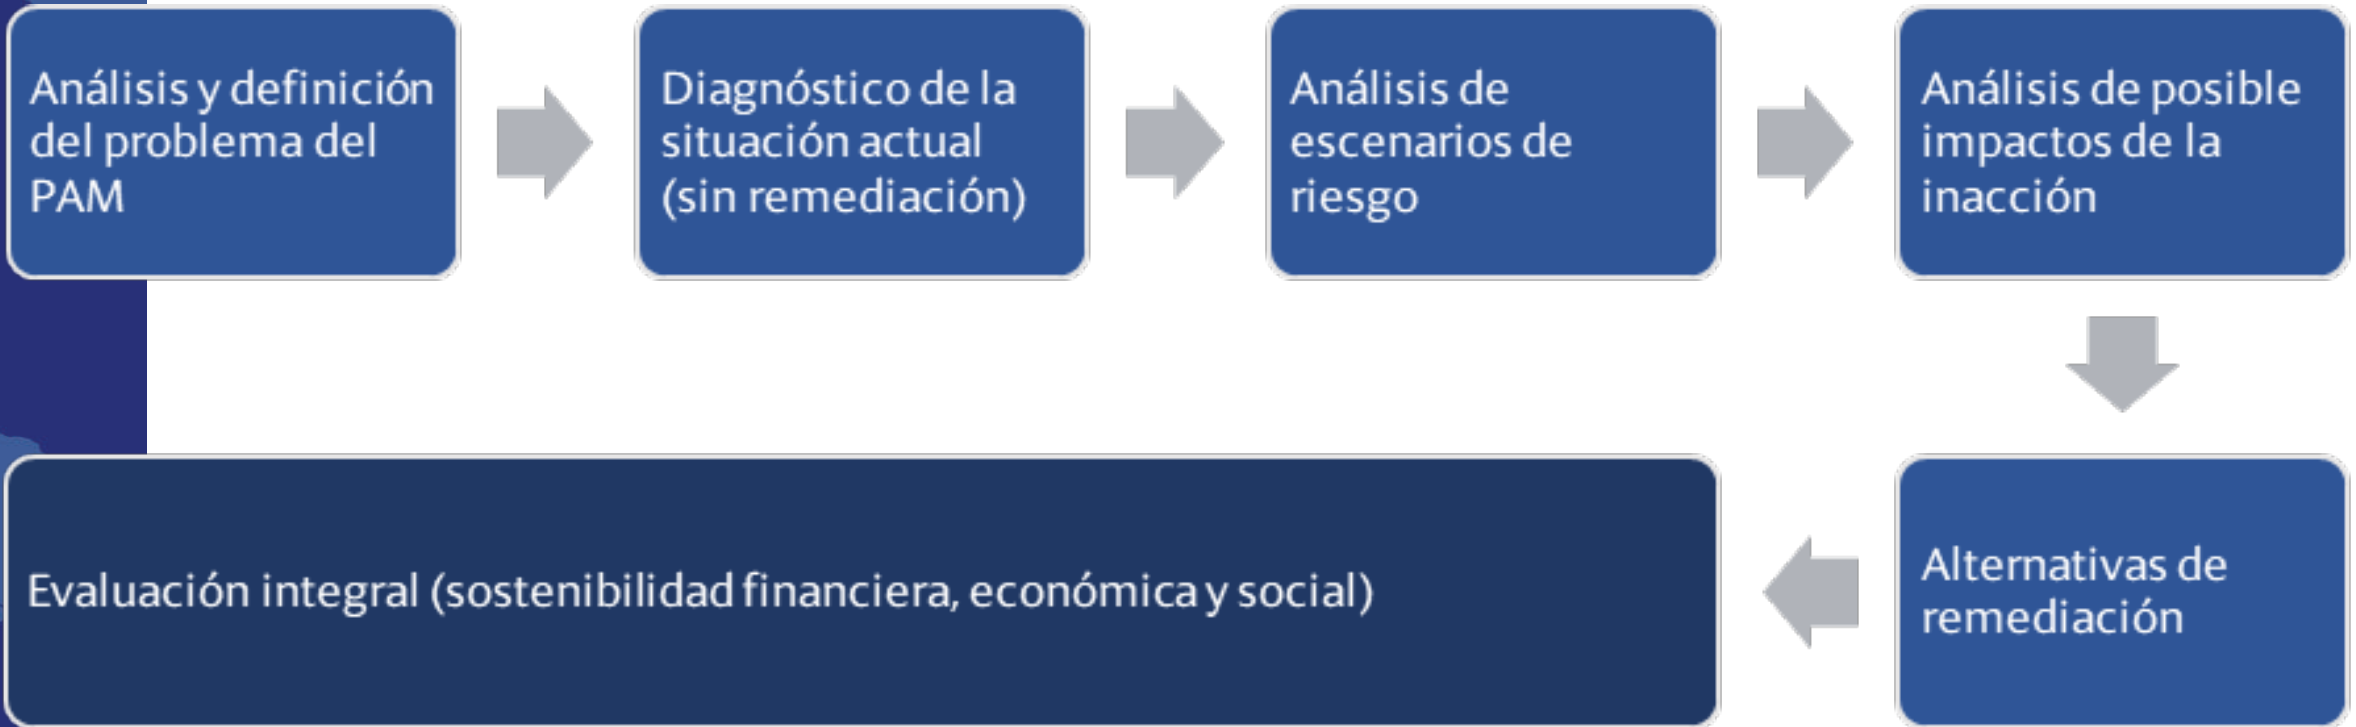 Análisis y definición
del problema del
PAM
Diagnóstico de la
situación actual
(sin remediación)
Análisis de
escenarios de
riesgo
Análisis de posible
impactos de la
inacción
Alternativas de
remediación
Evaluación integral (sostenibilidad financiera, económica y social)